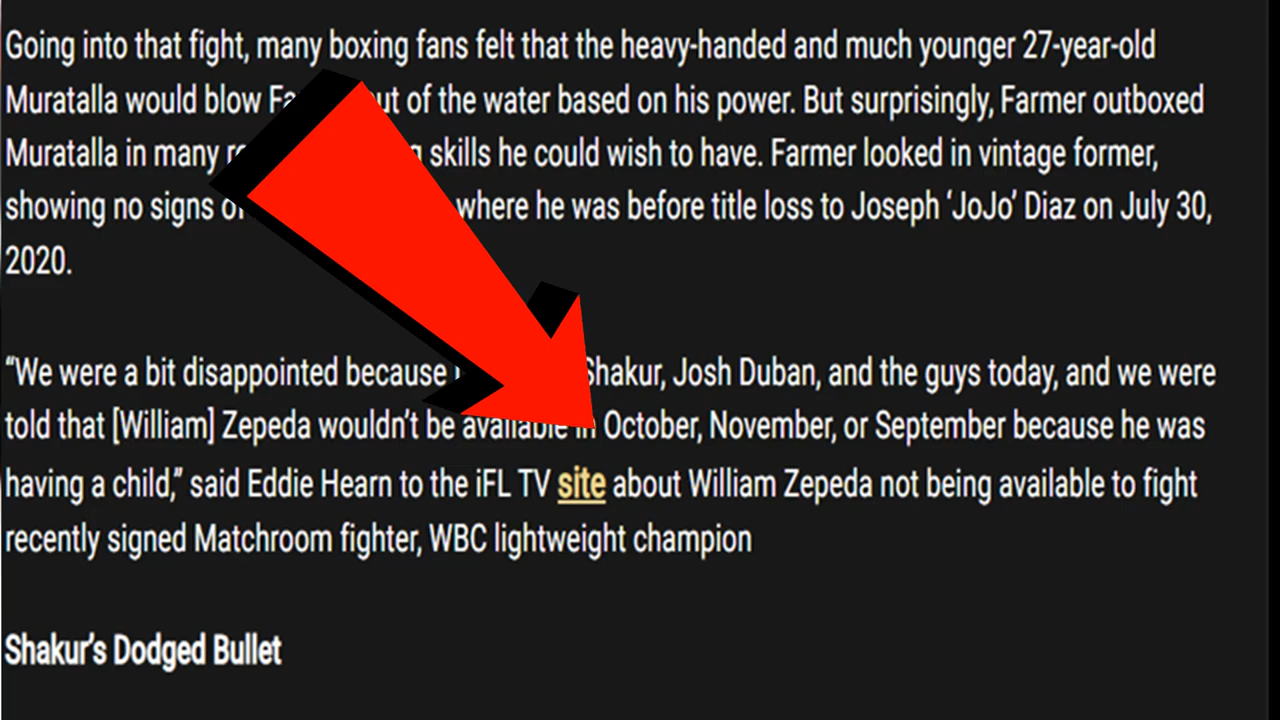 Going into that fight, many boxing fans felt that the heavy-handed and much younger 27-year-old
Muratalla would blow out of the water based on his power. But surprisingly, Farmer outboxed
Muratalla in many skills he could wish to have. Farmer looked in vintage former,
showing no signs where he was before title loss to Joseph ‘JoJo’ Diaz on July 30,
2020.
“We were a bit disappointed because Shakur, Josh Duban, and the guys today, and we were
told that [William] Zepeda wouldn’t be available in October, November, or September because he was
having a child,” said Eddie Hearn to the iFL TV site about William Zepeda not being available to fight
recently signed Matchroom fighter, WBC lightweight champion
Shakur’s Dodged Bullet